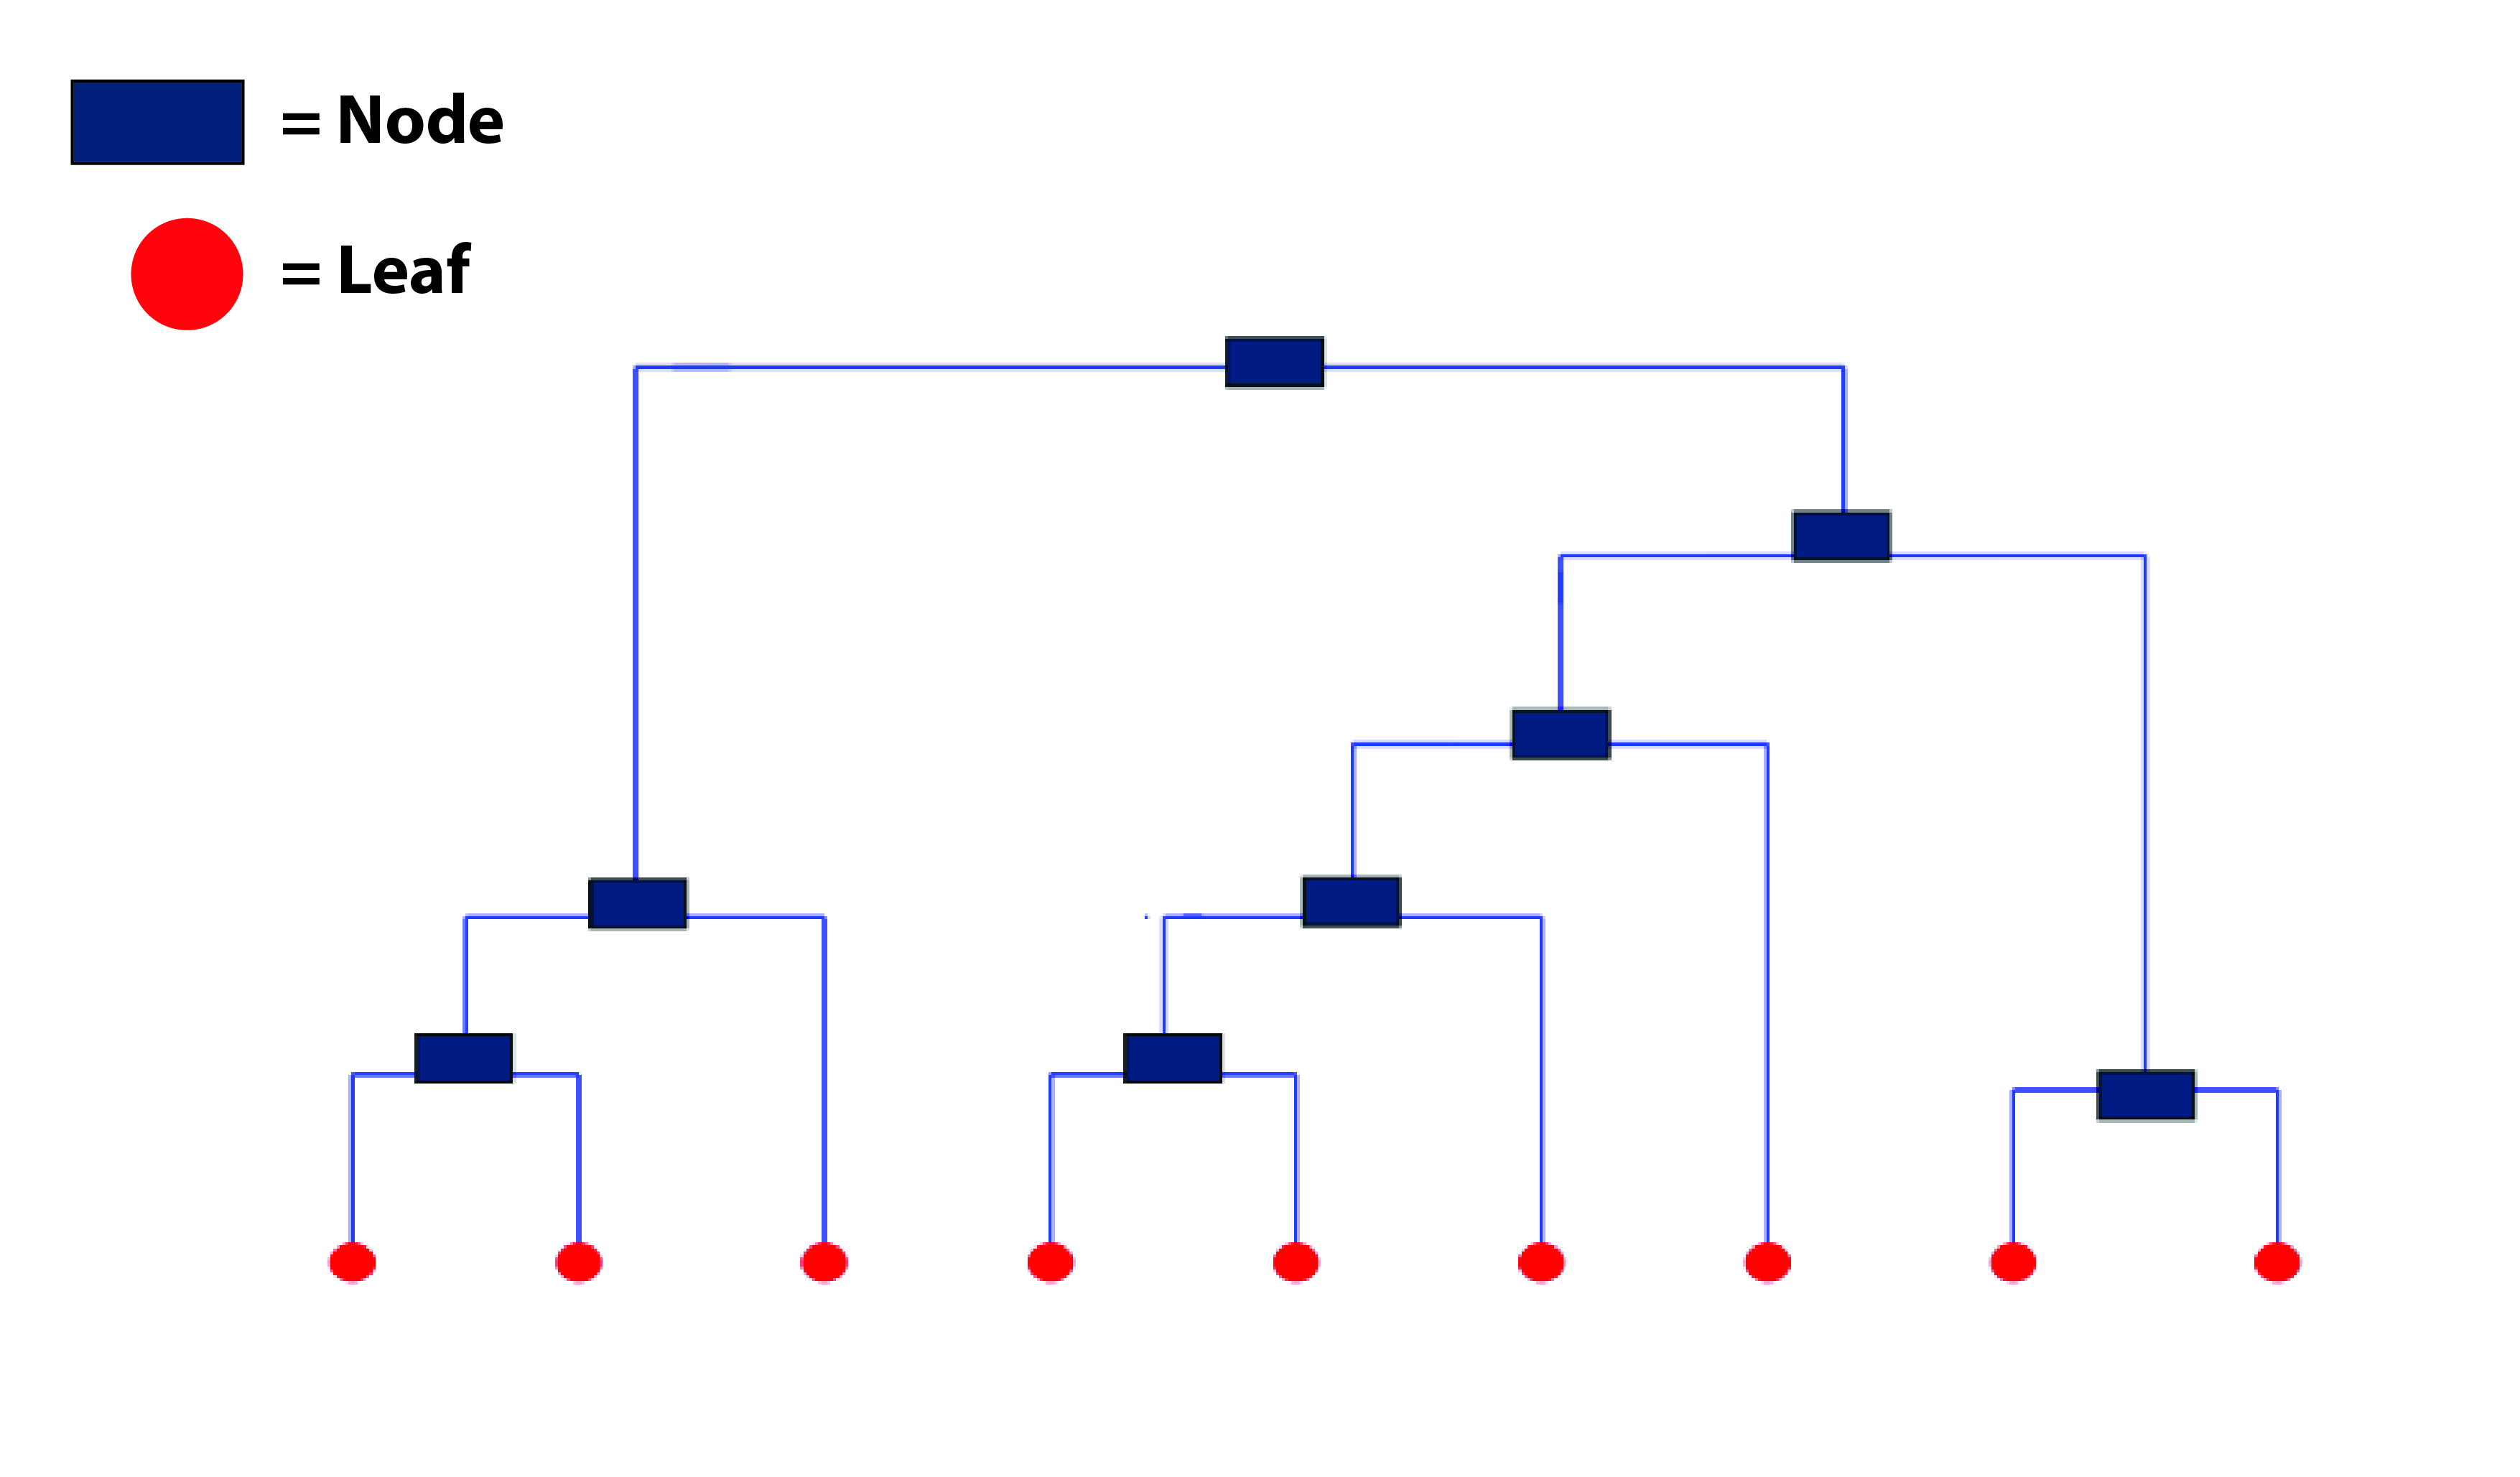 = Node
= Leaf